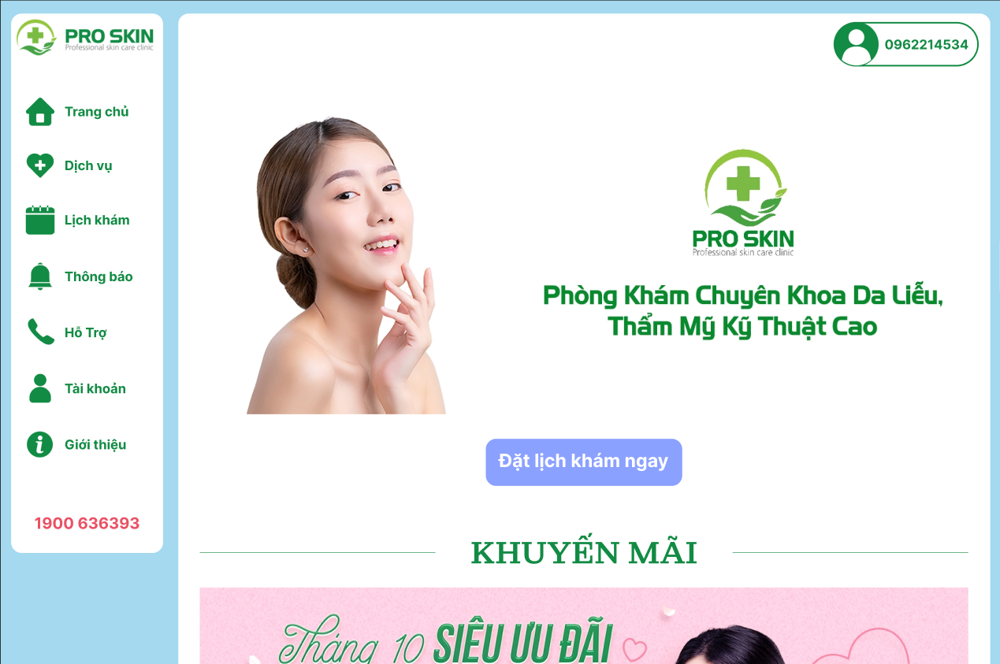 PRO SKIN
Professional skin care clinic
Trang chủ
Dịch vụ
Lịch khám
Thông báo
Hỗ Trợ
Tài khoản
Giới thiệu
1900 636393
0962214534
PRO SKIN
Professional skin care clinic
Phòng Khám Chuyên Khoa Da Liễu,
Thẩm Mỹ Kỹ Thuật Cao
Đặt lịch khám ngay
KHUYẾN MÃI
Tháng 10 SIÊU ƯU ĐÃI